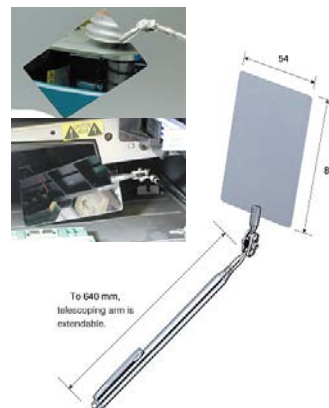 54
8
To 640 mm,
telescoping arm is
extendable.